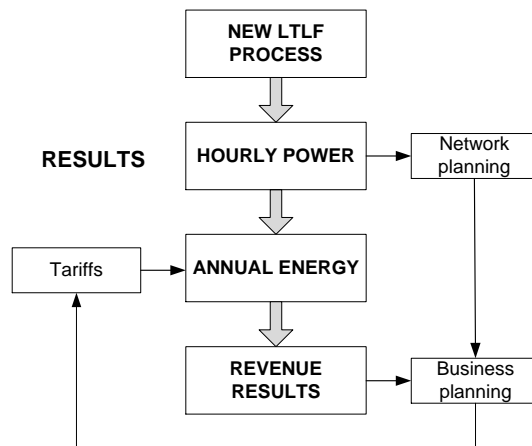 NEW LTLF
PROCESS
RESULTS
HOURLY POWER
Network
planning
Tariffs
ANNUAL ENERGY
REVENUE
RESULTS
Business
planning